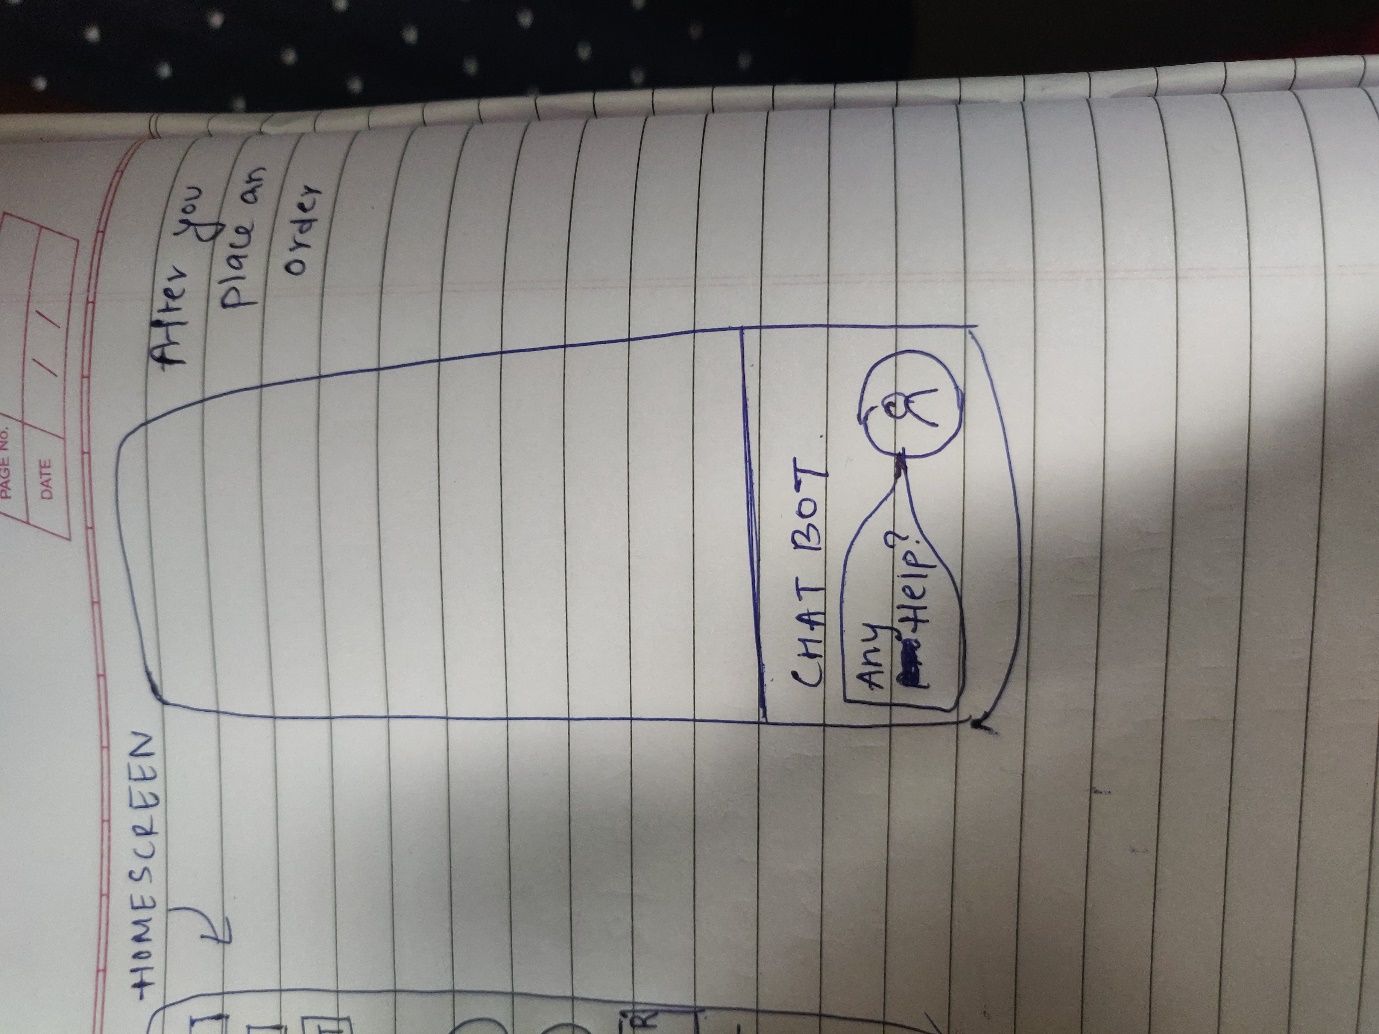 PAGE No.
DATE / /
HOMESCREEN
After you
place an
order
CHAT BOT
Any
Help?
R